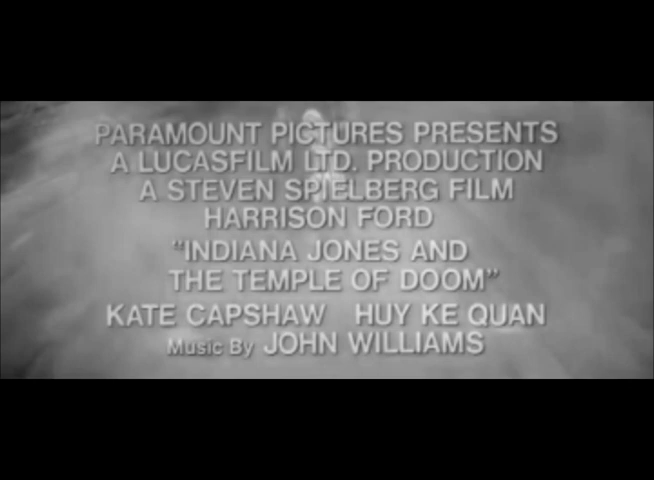 PARAMOUNT PICTURES PRESENTS
A LUCASFILM LTD. PRODUCTION
A STEVEN SPIELBERG FILM
HARRISON FORD
"INDIANA JONES AND
THE TEMPLE OF DOOM"
KATE CAPSHAW HUY KE QUAN
Music By JOHN WILLIAMS